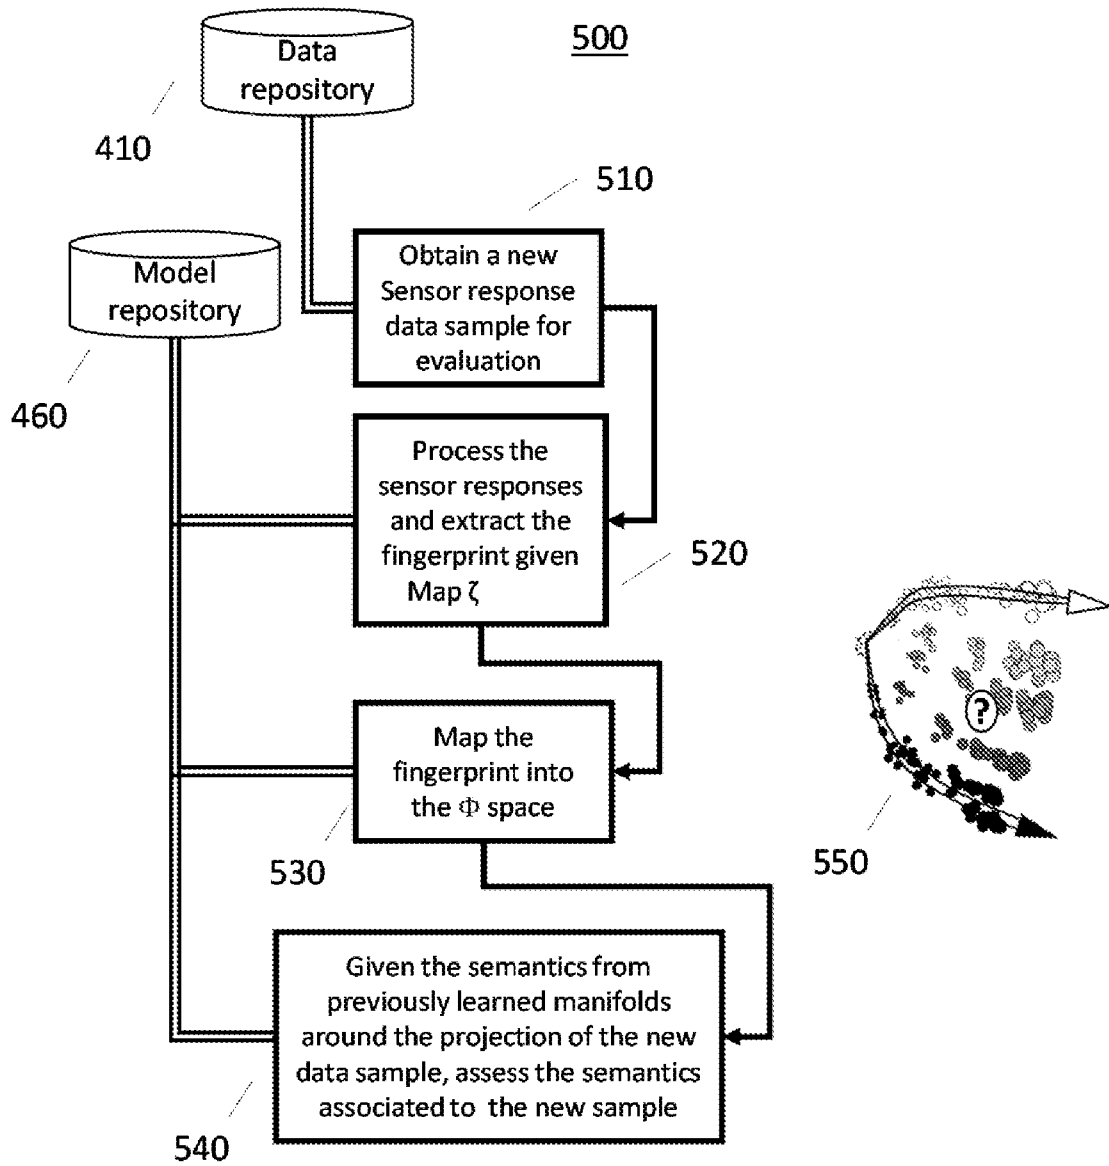 500
Data
repository
410
510
Model
repository
460
Obtain a new
Sensor response
data sample for
evaluation
Process the
sensor responses
and extract the
fingerprint given
Map ζ
520
Map the
fingerprint into
the Φ space
530
?
550
Given the semantics from
previously learned manifolds
around the projection of the new
data sample, assess the semantics
associated to the new sample
540